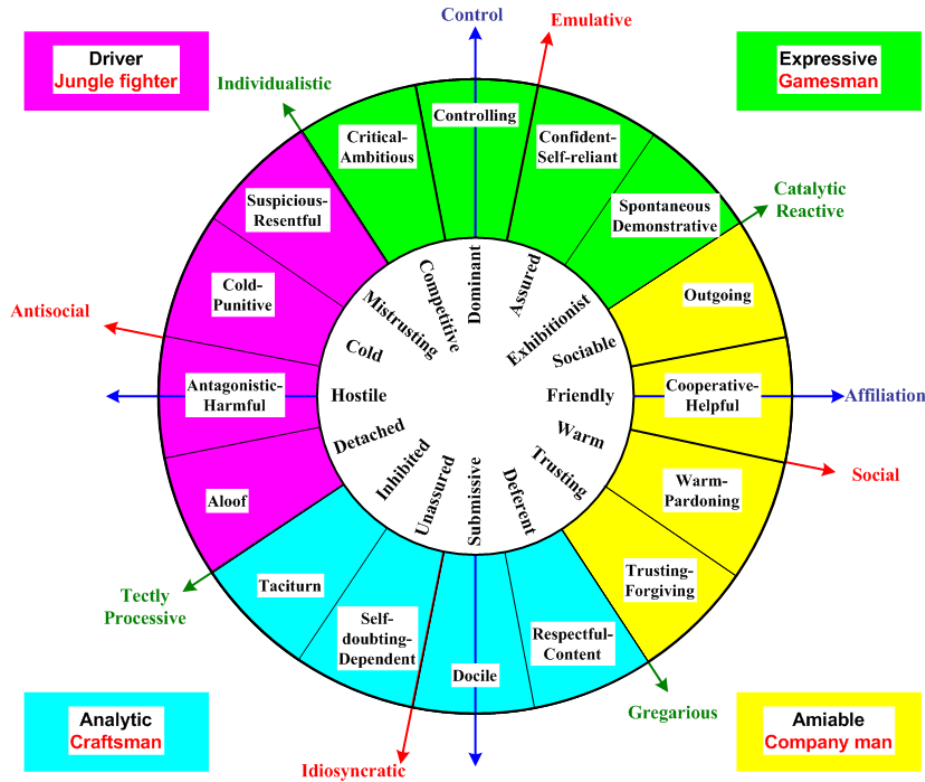 Control
Emulative
Driver
Jungle fighter
Expressive
Gamesman
Individualistic
Controlling
Critical-
Ambitious
Confident-
Self-reliant
Suspicious-
Resentful
Spontaneous
Demonstrative
Catalytic
Reactive
Cold-
Punitive
Outgoing
Antisocial
Mistrusting
Competitive
Dominant
Assured
Exhibitionist
Cold
Sociable
Antagonistic-
Harmful
Hostile
Friendly
Cooperative-
Helpful
Affiliation
Detached
Warm
Inhibited
Unassured
Submissive
Deferent
Trusting
Aloof
Warm-
Pardoning
Social
Tectly
Processive
Taciturn
Trusting-
Forgiving
Self-
doubting-
Dependent
Docile
Respectful-
Content
Gregarious
Analytic
Craftsman
Amiable
Company man
Idiosyncratic